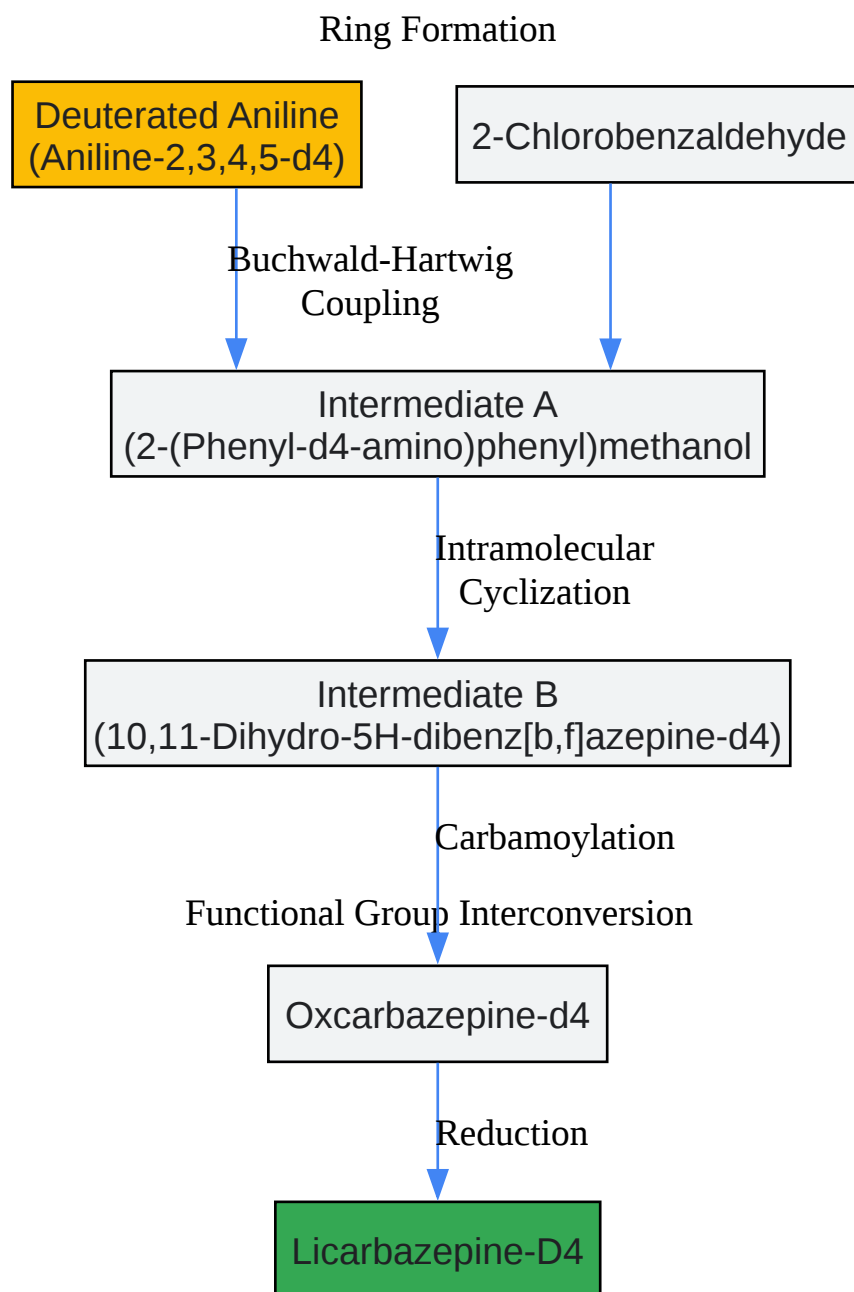 Ring Formation
Deuterated Aniline
(Aniline-2,3,4,5-d4)
2-Chlorobenzaldehyde
Buchwald-Hartwig
Coupling
Intermediate A
(2-(Phenyl-d4-amino)phenyl)methanol
Intramolecular
Cyclization
Intermediate B
(10,11-Dihydro-5H-dibenz[b,f]azepine-d4)
Carbamoylation
Functional Group Interconversion
Oxcarbazepine-d4
Reduction
Licarbazepine-D4